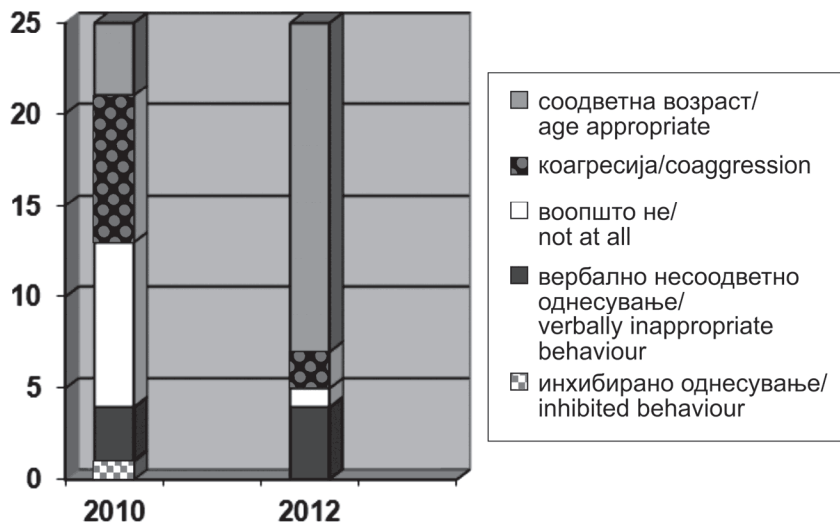 25
20
15
10
5
0
2010
2012
соодветна возраст/
age appropriate
коагресија/coaggression
воопшто не/
not at all
вербално несоодветно
однесување/
verbally inappropriate
behaviour
инхибирано однесување/
inhibited behaviour